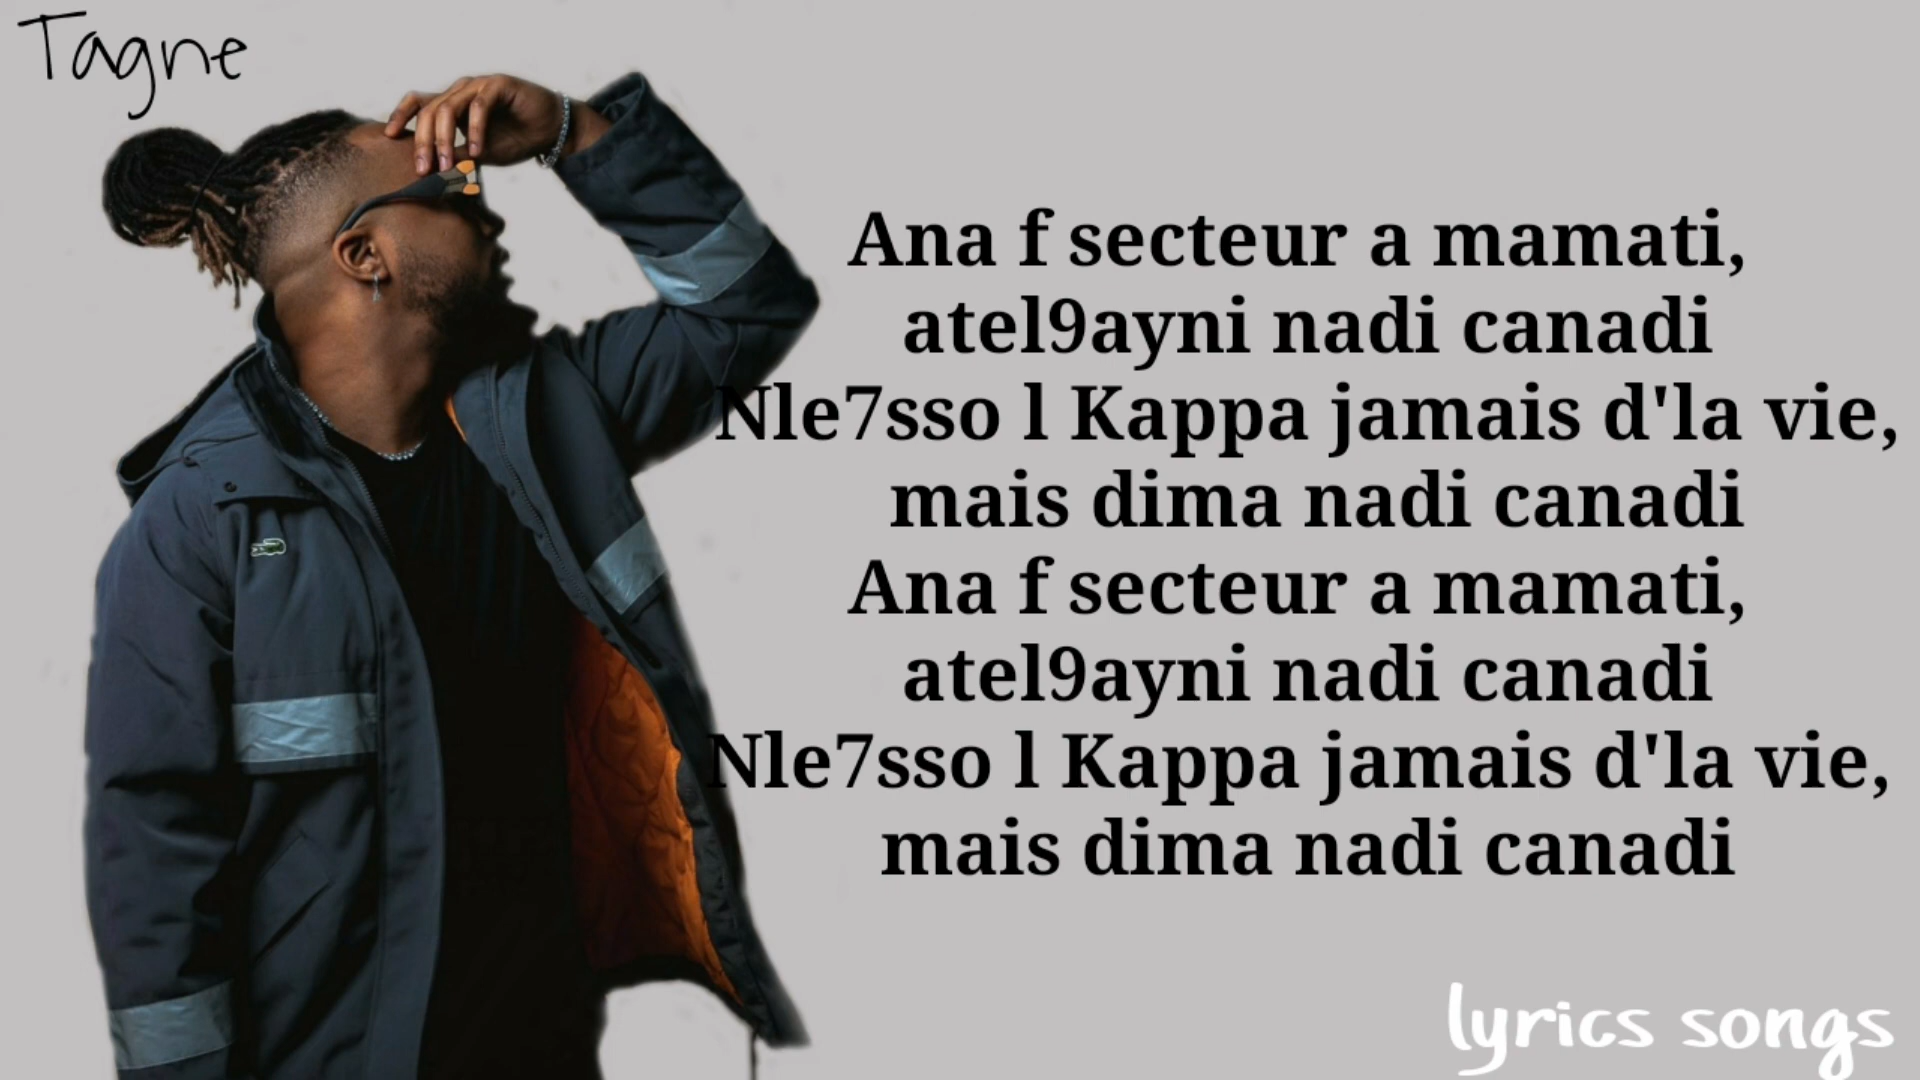 Tagne
Ana f secteur a mamati,
atel9ayni nadi canadi
Nle7sso l Kappa jamais d'la vie,
mais dima nadi canadi
Ana f secteur a mamati,
atel9ayni nadi canadi
Nle7sso l Kappa jamais d'la vie,
mais dima nadi canadi
lyrics songs